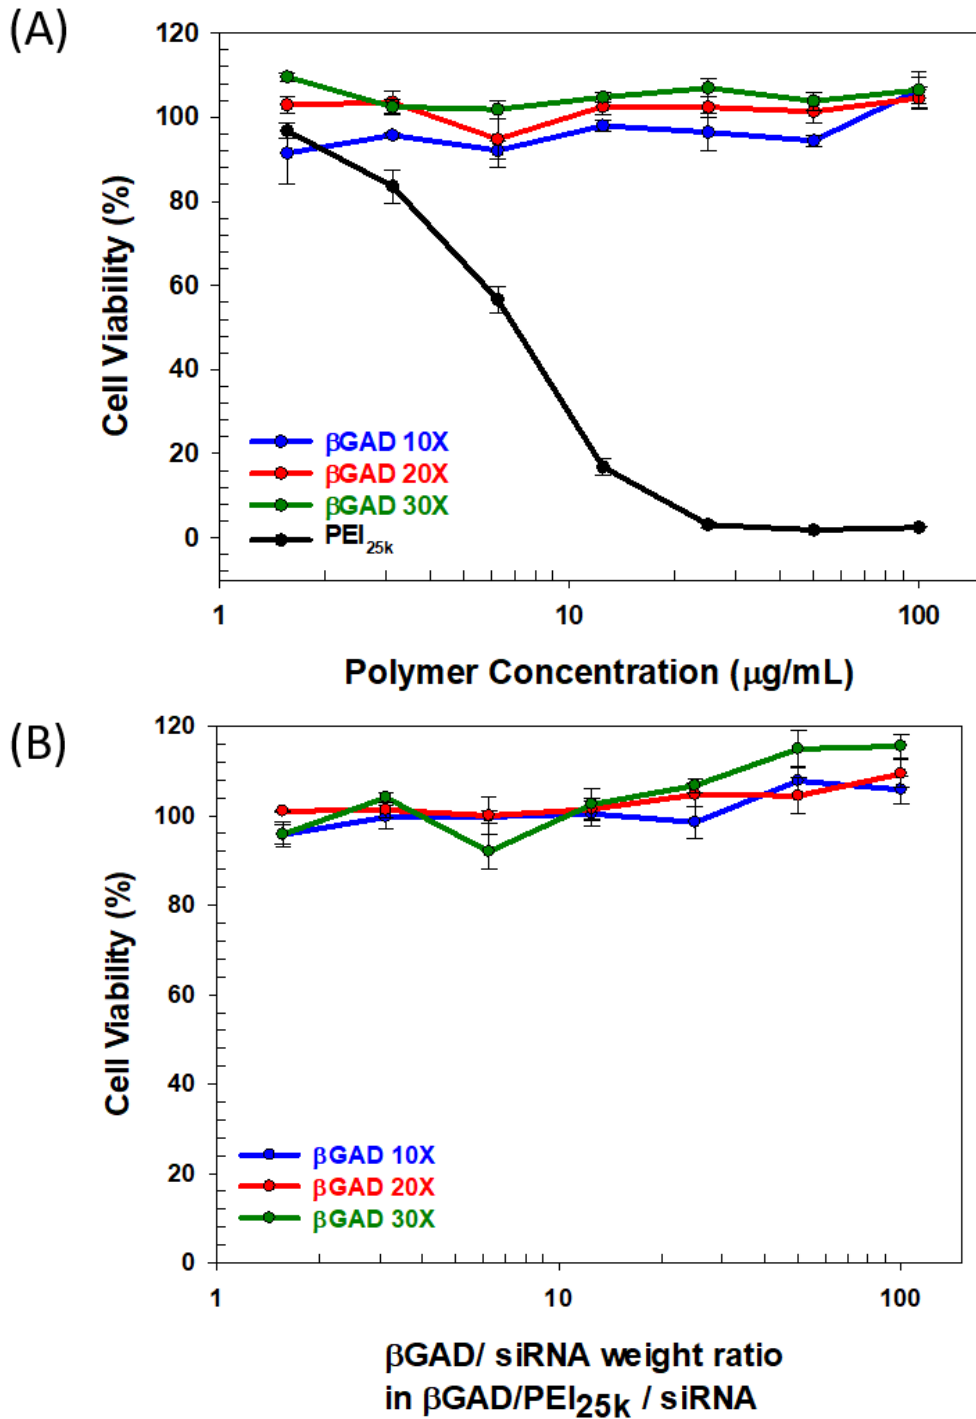 (A)
120
100
80
60
40
20
0
Cell Viability (%)
βGAD 10X
βGAD 20X
βGAD 30X
PEI25k
1
10
100
Polymer Concentration (μg/mL)
(B)
120
100
80
60
40
20
0
Cell Viability (%)
βGAD 10X
βGAD 20X
βGAD 30X
1
10
100
βGAD/ siRNA weight ratio
in βGAD/PEI25k / siRNA